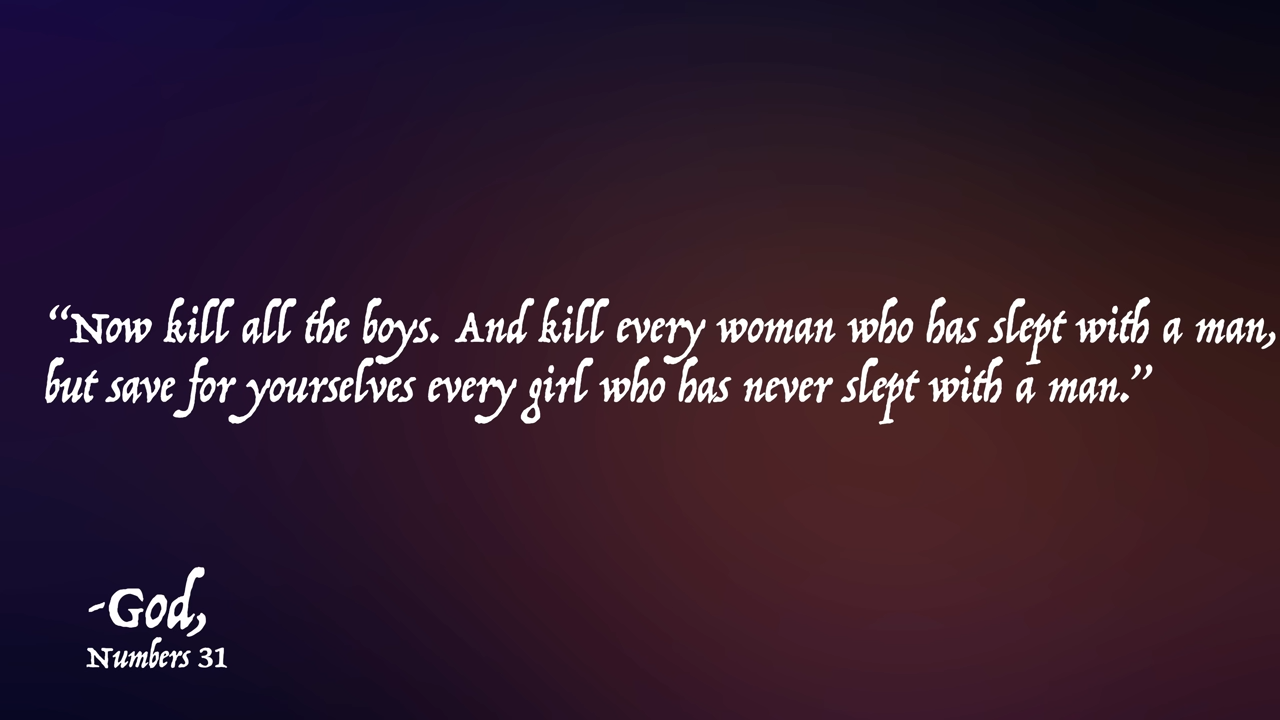 “Now kill all the boys. And kill every woman who has slept with a man,
but save for yourselves every girl who has never slept with a man.”
-God,
Numbers 31